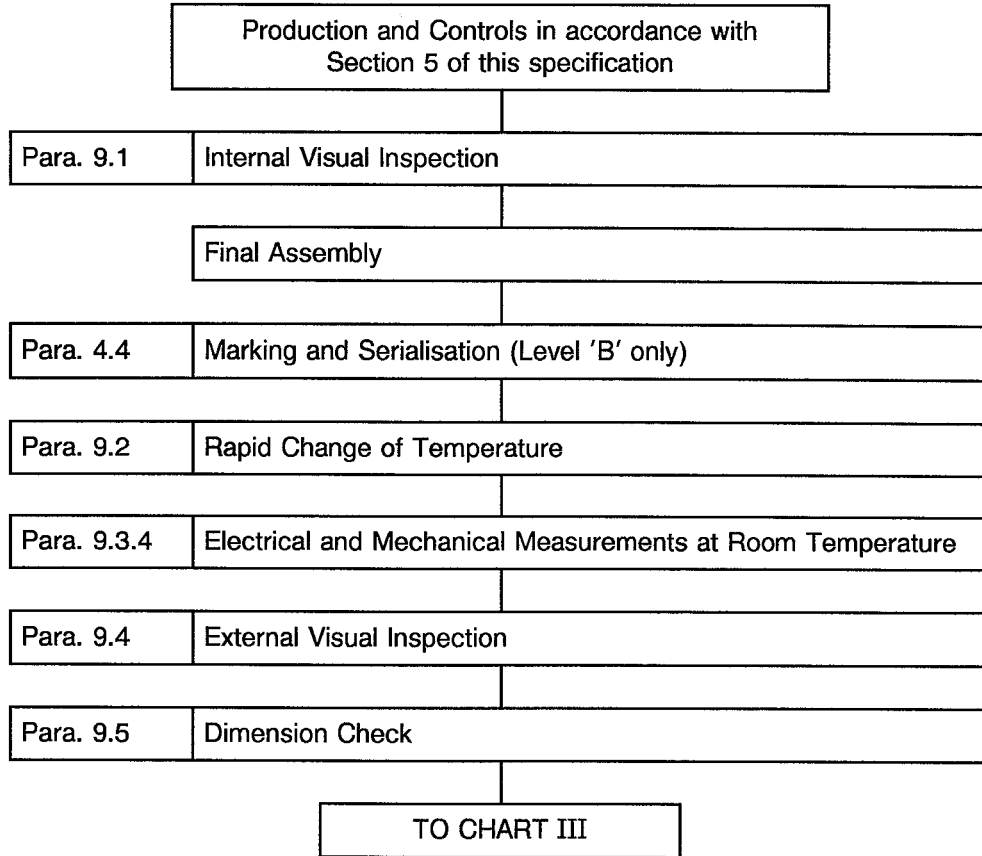 Production and Controls in accordance with
Section 5 of this specification
Para. 9.1 Internal Visual Inspection
Final Assembly
Para. 4.4 Marking and Serialisation (Level 'B' only)
Para. 9.2 Rapid Change of Temperature
Para. 9.3.4 Electrical and Mechanical Measurements at Room Temperature
Para. 9.4 External Visual Inspection
Para. 9.5 Dimension Check
TO CHART III